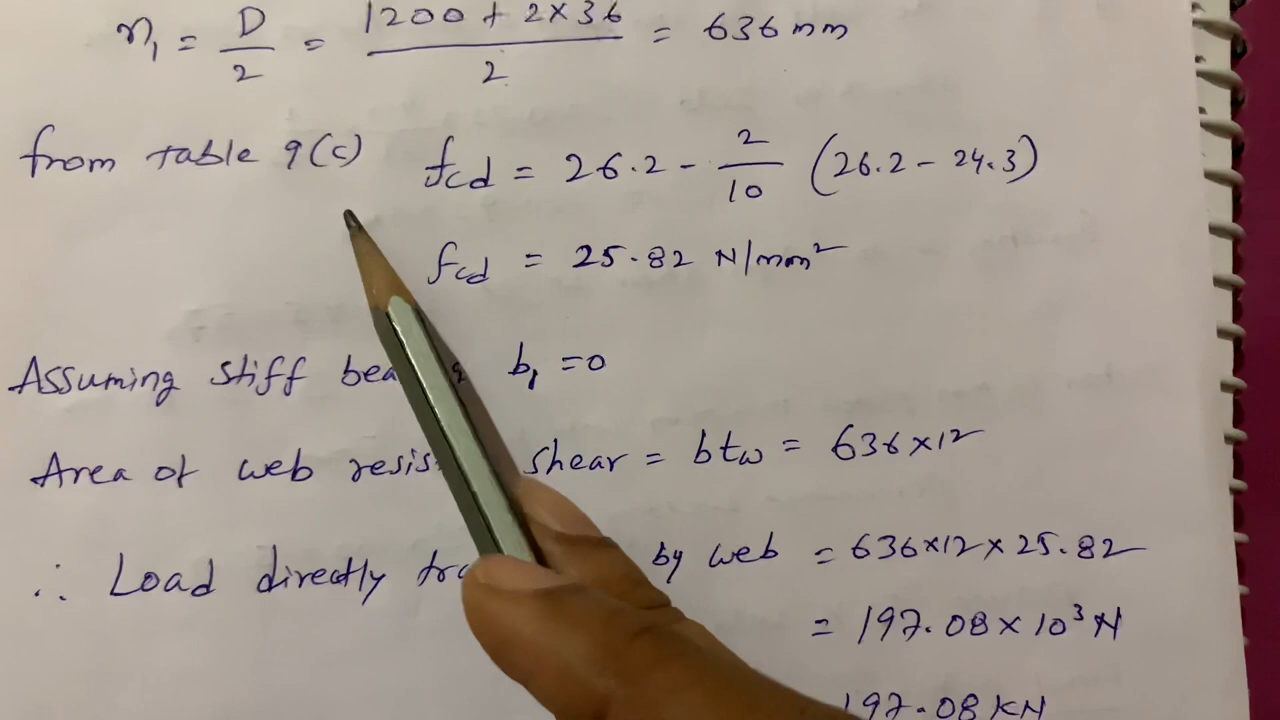 n₁ = D/2 = (1200 + 2×36)/2 = 636 mm
from table 9(c) fcd = 26.2 - 2/10 (26.2 - 24.3)
fcd = 25.82 N/mm²
Assuming stiff b₁ = 0
Area of web shear = btw = 636×12
∴ Load directly by web = 636×12×25.82
= 197.08×10³ N
197.08 KN